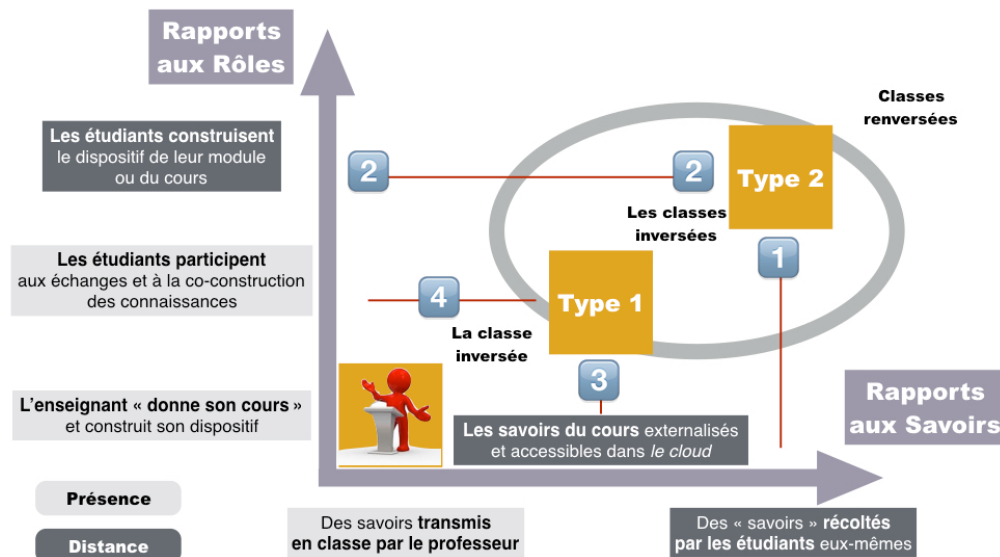 Rapports
aux Rôles
Classes
renversées
Les étudiants construisent
le dispositif de leur module
ou du cours
2
2
Type 2
Les classes
inversées
1
Les étudiants participent
aux échanges et à la co-construction
des connaissances
4
Type 1
La classe
inversée
3
Rapports
aux Savoirs
L'enseignant « donne son cours »
et construit son dispositif
Les savoirs du cours externalisés
et accessibles dans le cloud
Présence
Distance
Des savoirs transmis
en classe par le professeur
Des « savoirs » récoltés
par les étudiants eux-mêmes